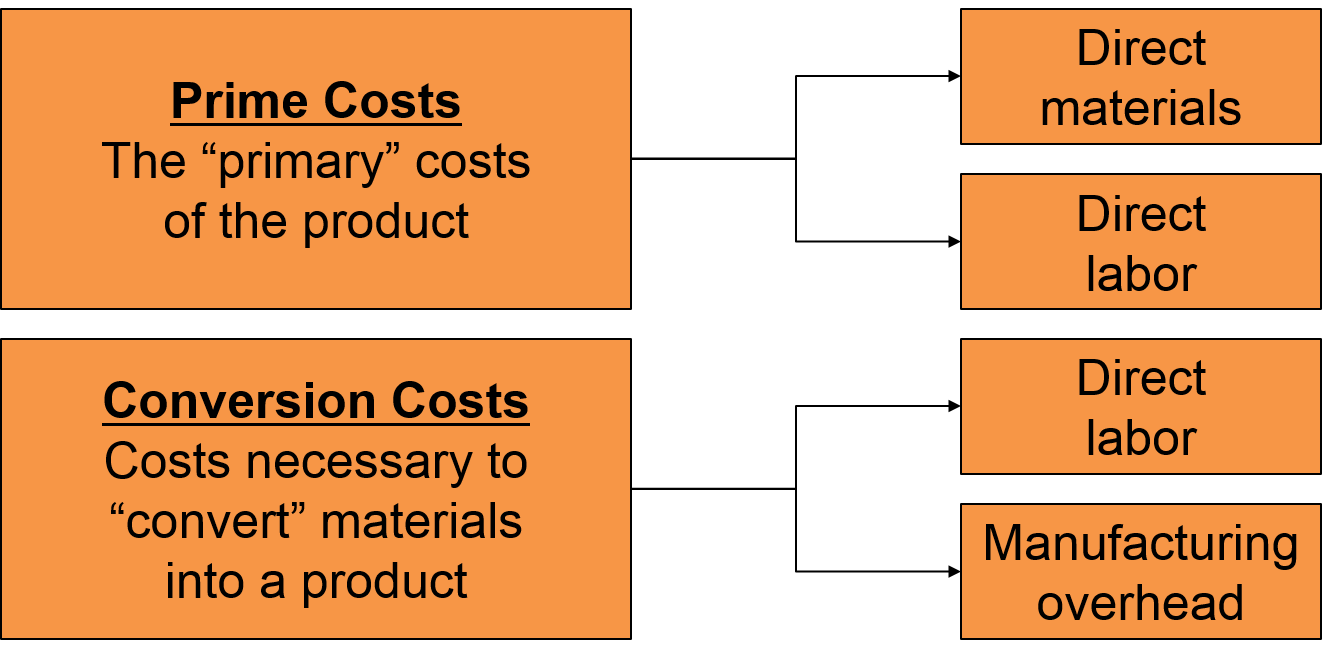 Prime Costs
The “primary” costs
of the product
Direct
materials
Direct
labor
Conversion Costs
Costs necessary to
“convert” materials
into a product
Direct
labor
Manufacturing
overhead